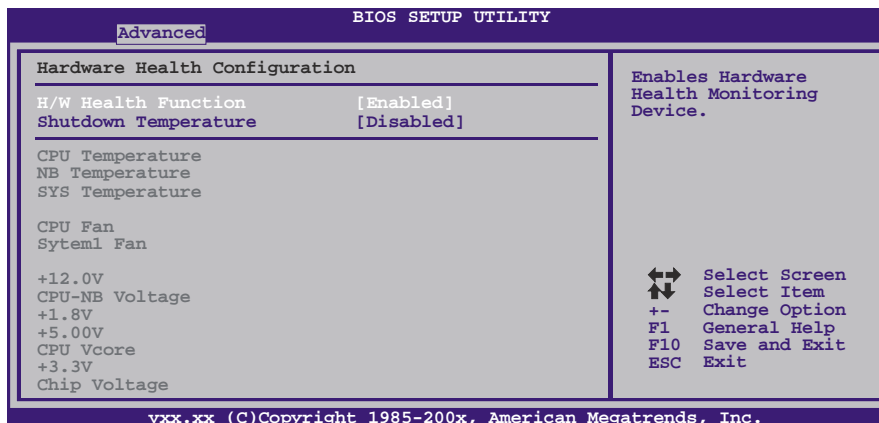 BIOS SETUP UTILITY
Advanced
Hardware Health Configuration
H/W Health Function [Enabled]
Shutdown Temperature [Disabled]
CPU Temperature
NB Temperature
SYS Temperature
CPU Fan
Sytem1 Fan
+12.0V
CPU-NB Voltage
+1.8V
+5.00V
CPU Vcore
+3.3V
Chip Voltage
Enables Hardware
Health Monitoring
Device.
Select Screen
Select Item
+- Change Option
F1 General Help
F10 Save and Exit
ESC Exit
vxx.xx (C)Copyright 1985-200x, American Megatrends, Inc.